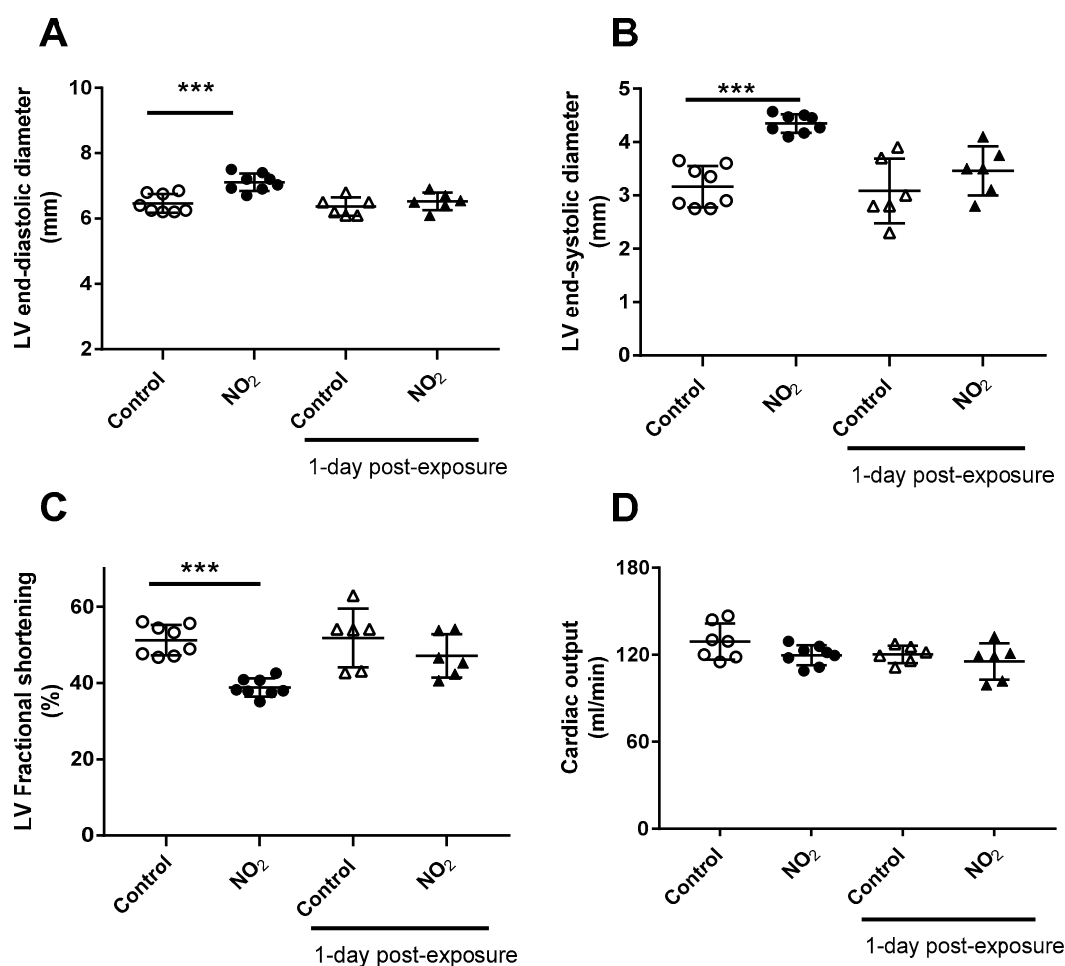 A
LV end-diastolic diameter
(mm)
10
8
6
4
2
***
Control
NO₂
Control
NO₂
1-day post-exposure
B
LV end-systolic diameter
(mm)
5
4
3
2
1
0
***
Control
NO₂
Control
NO₂
1-day post-exposure
C
LV Fractional shortening
(%)
60
40
20
0
***
Control
NO₂
Control
NO₂
1-day post-exposure
D
Cardiac output
(ml/min)
180
120
60
0
Control
NO₂
Control
NO₂
1-day post-exposure